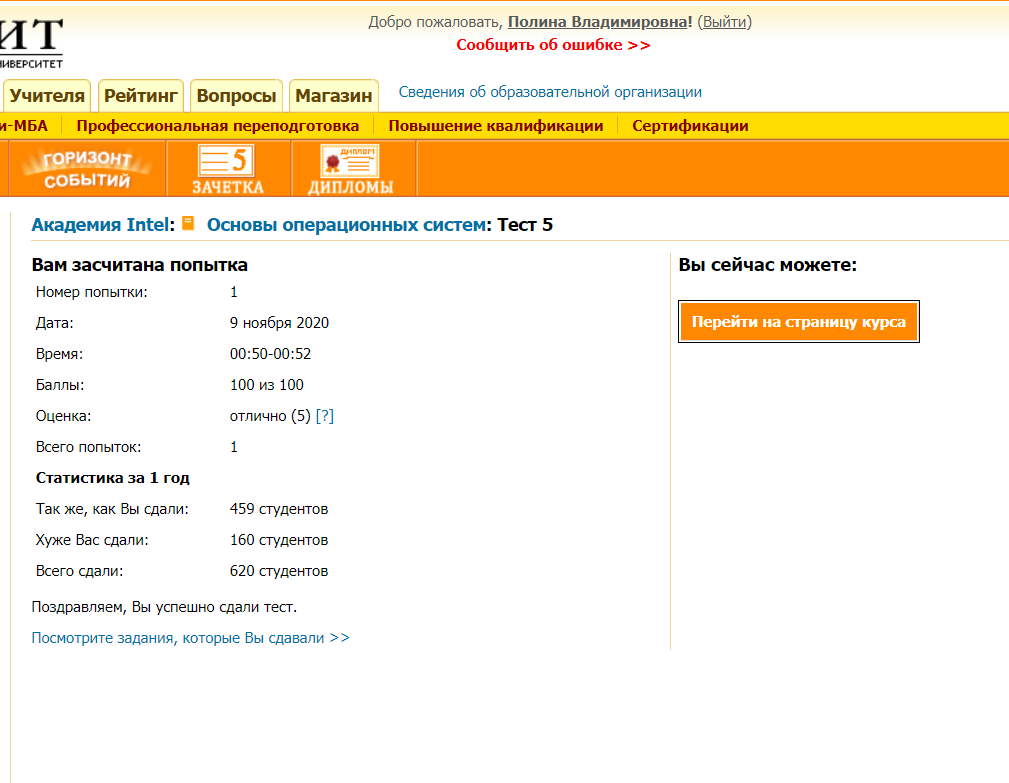 Добро пожаловать, Полина Владимировна! (Выйти)
ИТ
Сообщить об ошибке >>
НИВЕРСИТЕТ
Учителя Рейтинг Вопросы Магазин Сведения об образовательной организации
и-МБА Профессиональная переподготовка Повышение квалификации Сертификации
ГОРИЗОНТ СОБЫТИЙ 5 ЗАЧЕТКА ДИПЛОМ ДИПЛОМЫ
Академия Intel: Основы операционных систем: Тест 5
Вам засчитана попытка
Номер попытки: 1
Дата: 9 ноября 2020
Время: 00:50-00:52
Баллы: 100 из 100
Оценка: отлично (5) [?]
Всего попыток: 1
Статистика за 1 год
Так же, как Вы сдали: 459 студентов
Хуже Вас сдали: 160 студентов
Всего сдали: 620 студентов
Поздравляем, Вы успешно сдали тест.
Посмотрите задания, которые Вы сдавали >>
Вы сейчас можете:
Перейти на страницу курса